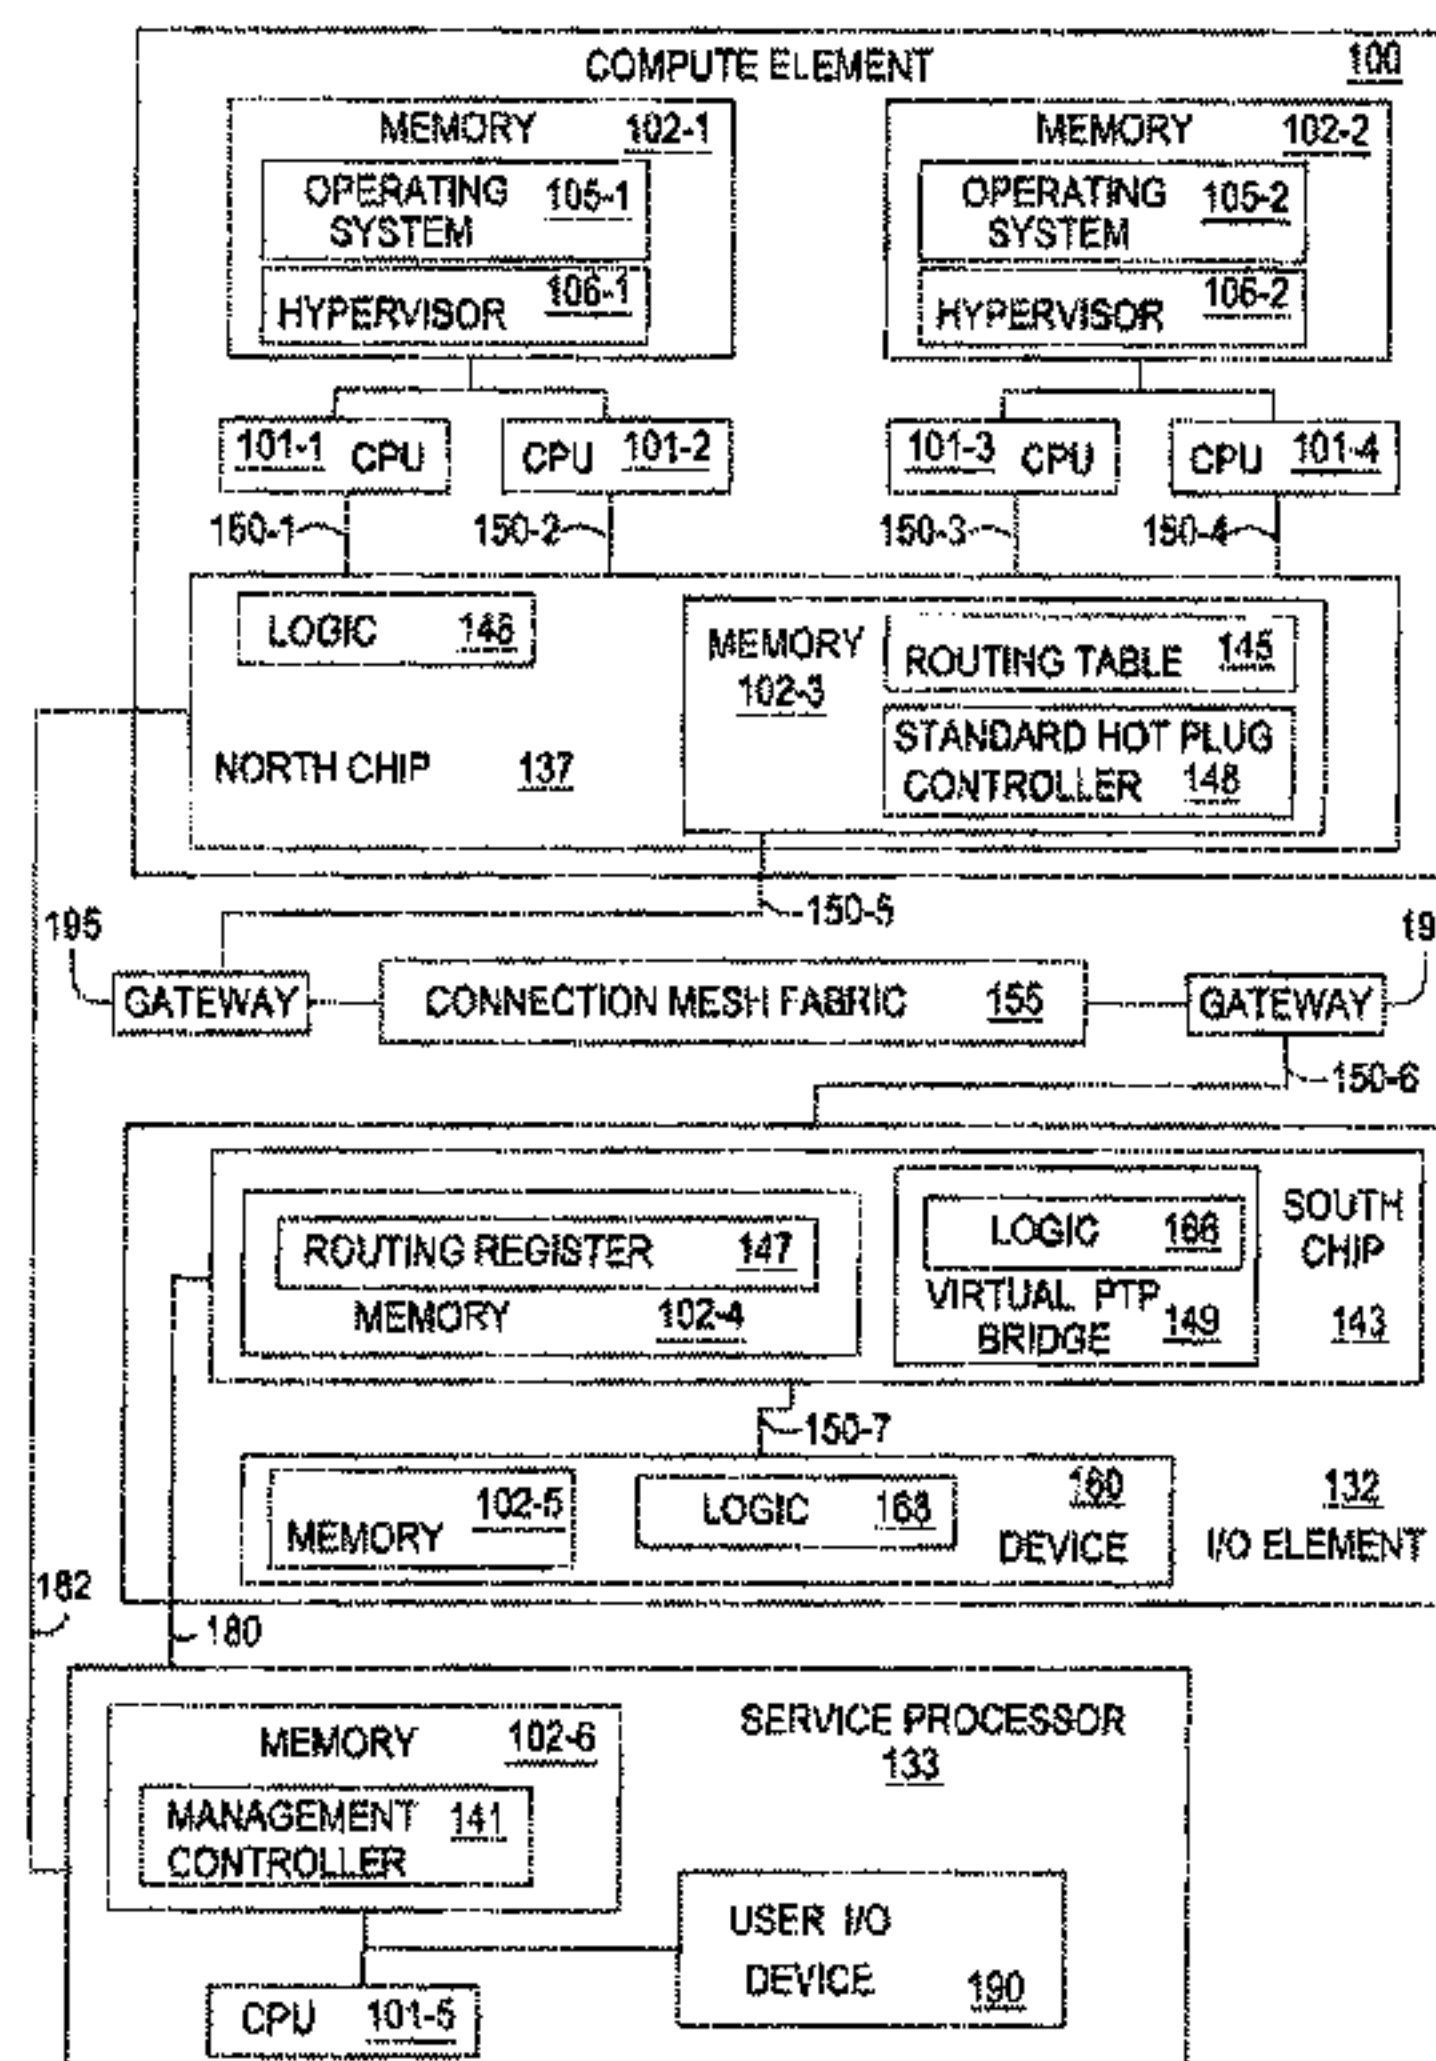 COMPUTE ELEMENT 100
MEMORY 102-1
OPERATING 105-1
SYSTEM
HYPERVISOR 106-1
MEMORY 102-2
OPERATING 105-2
SYSTEM
HYPERVISOR 106-2
101-1 CPU
CPU 101-2
101-3 CPU
CPU 101-4
150-1
150-2
150-3
150-4
LOGIC
NORTH CHIP 137
MEMORY
102-3
ROUTING TABLE 145
STANDARD HOT PLUG
CONTROLLER 148
150-5
195
GATEWAY
CONNECTION MESH FABRIC 155
19
GATEWAY
150-6
ROUTING REGISTER 147
MEMORY 102-4
LOGIC 166
VIRTUAL PTP
BRIDGE 149
SOUTH
CHIP
143
150-7
MEMORY 102-5
LOGIC 168
160
DEVICE
132
I/O ELEMENT
182
180
MEMORY 102-6
MANAGEMENT 141
CONTROLLER
SERVICE PROCESSOR
133
USER I/O
DEVICE 190
CPU 101-5